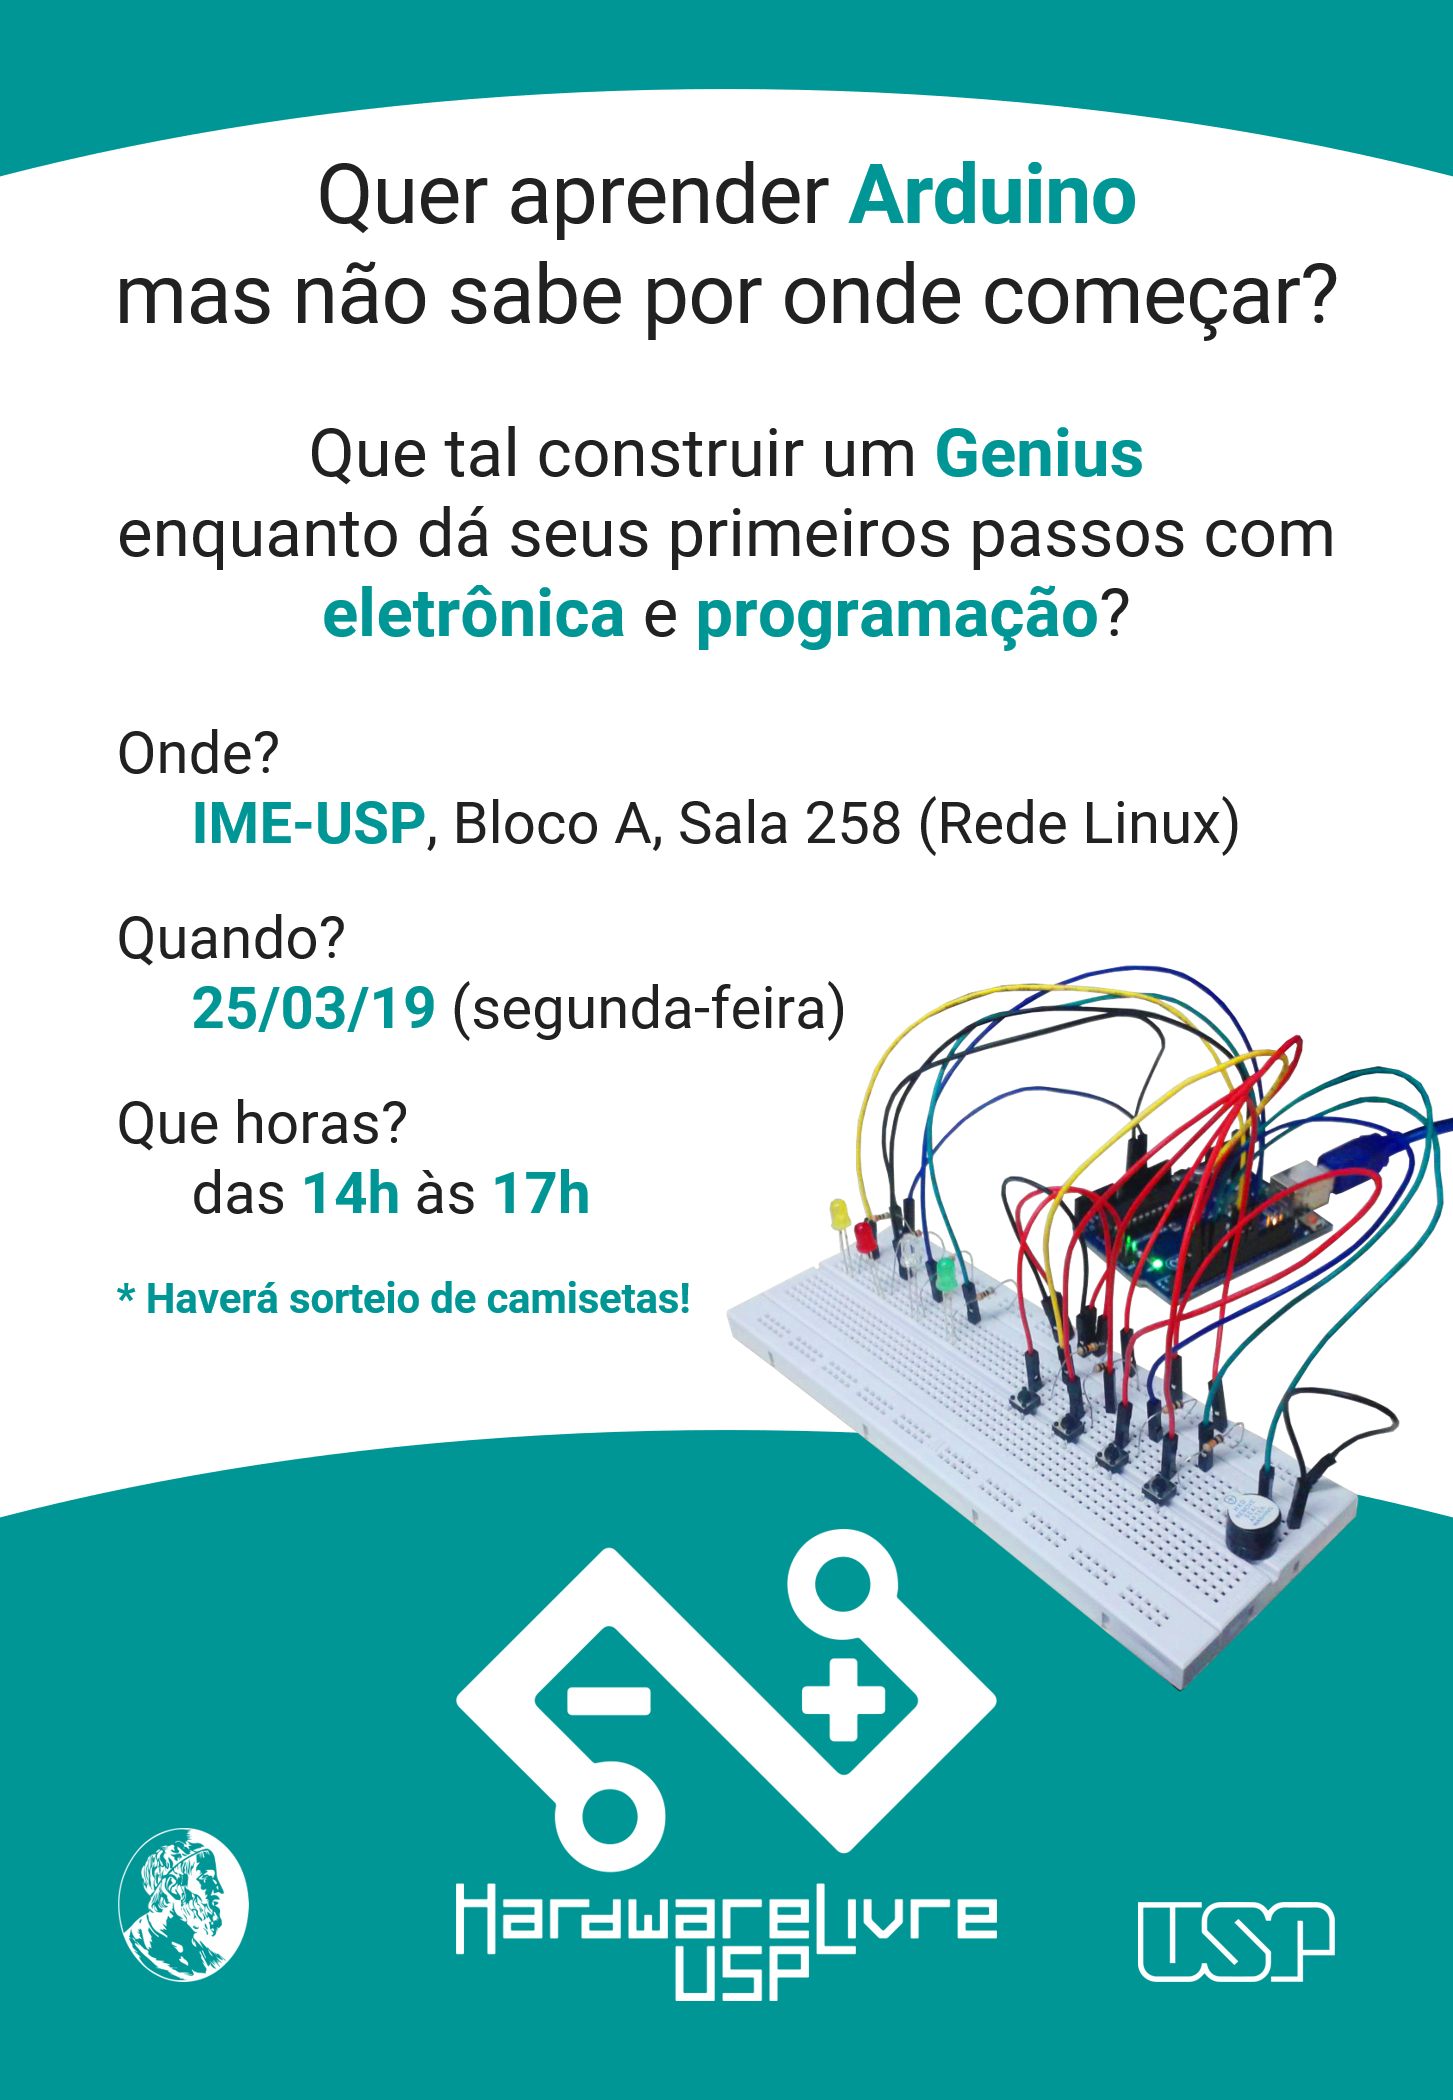 Quer aprender Arduino
mas não sabe por onde começar?
Que tal construir um Genius
enquanto dá seus primeiros passos com
eletrônica e programação?
Onde?
IME-USP, Bloco A, Sala 258 (Rede Linux)
Quando?
25/03/19 (segunda-feira)
Que horas?
das 14h às 17h
* Haverá sorteio de camisetas!
HardwareLivre
USP
USP